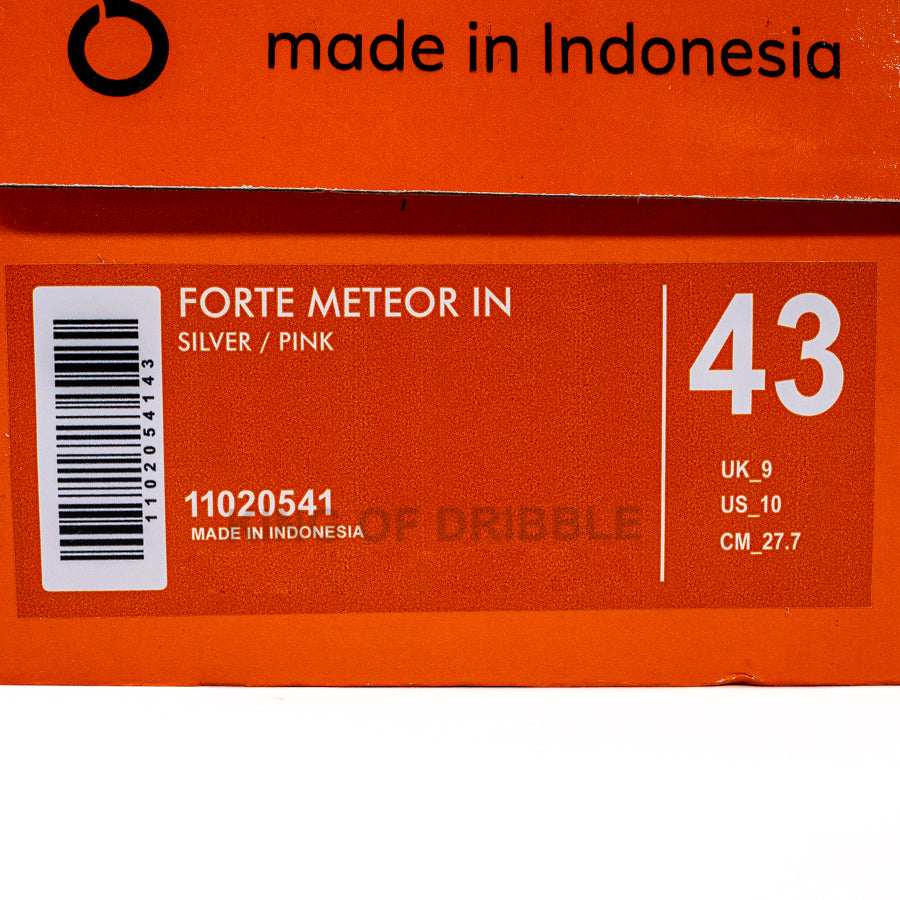 made in Indonesia
FORTE METEOR IN
SILVER / PINK
43
1102054143
UK_9
US_10
CM_27.7
11020541
MADE IN INDONESIA
OF DRIBBLE